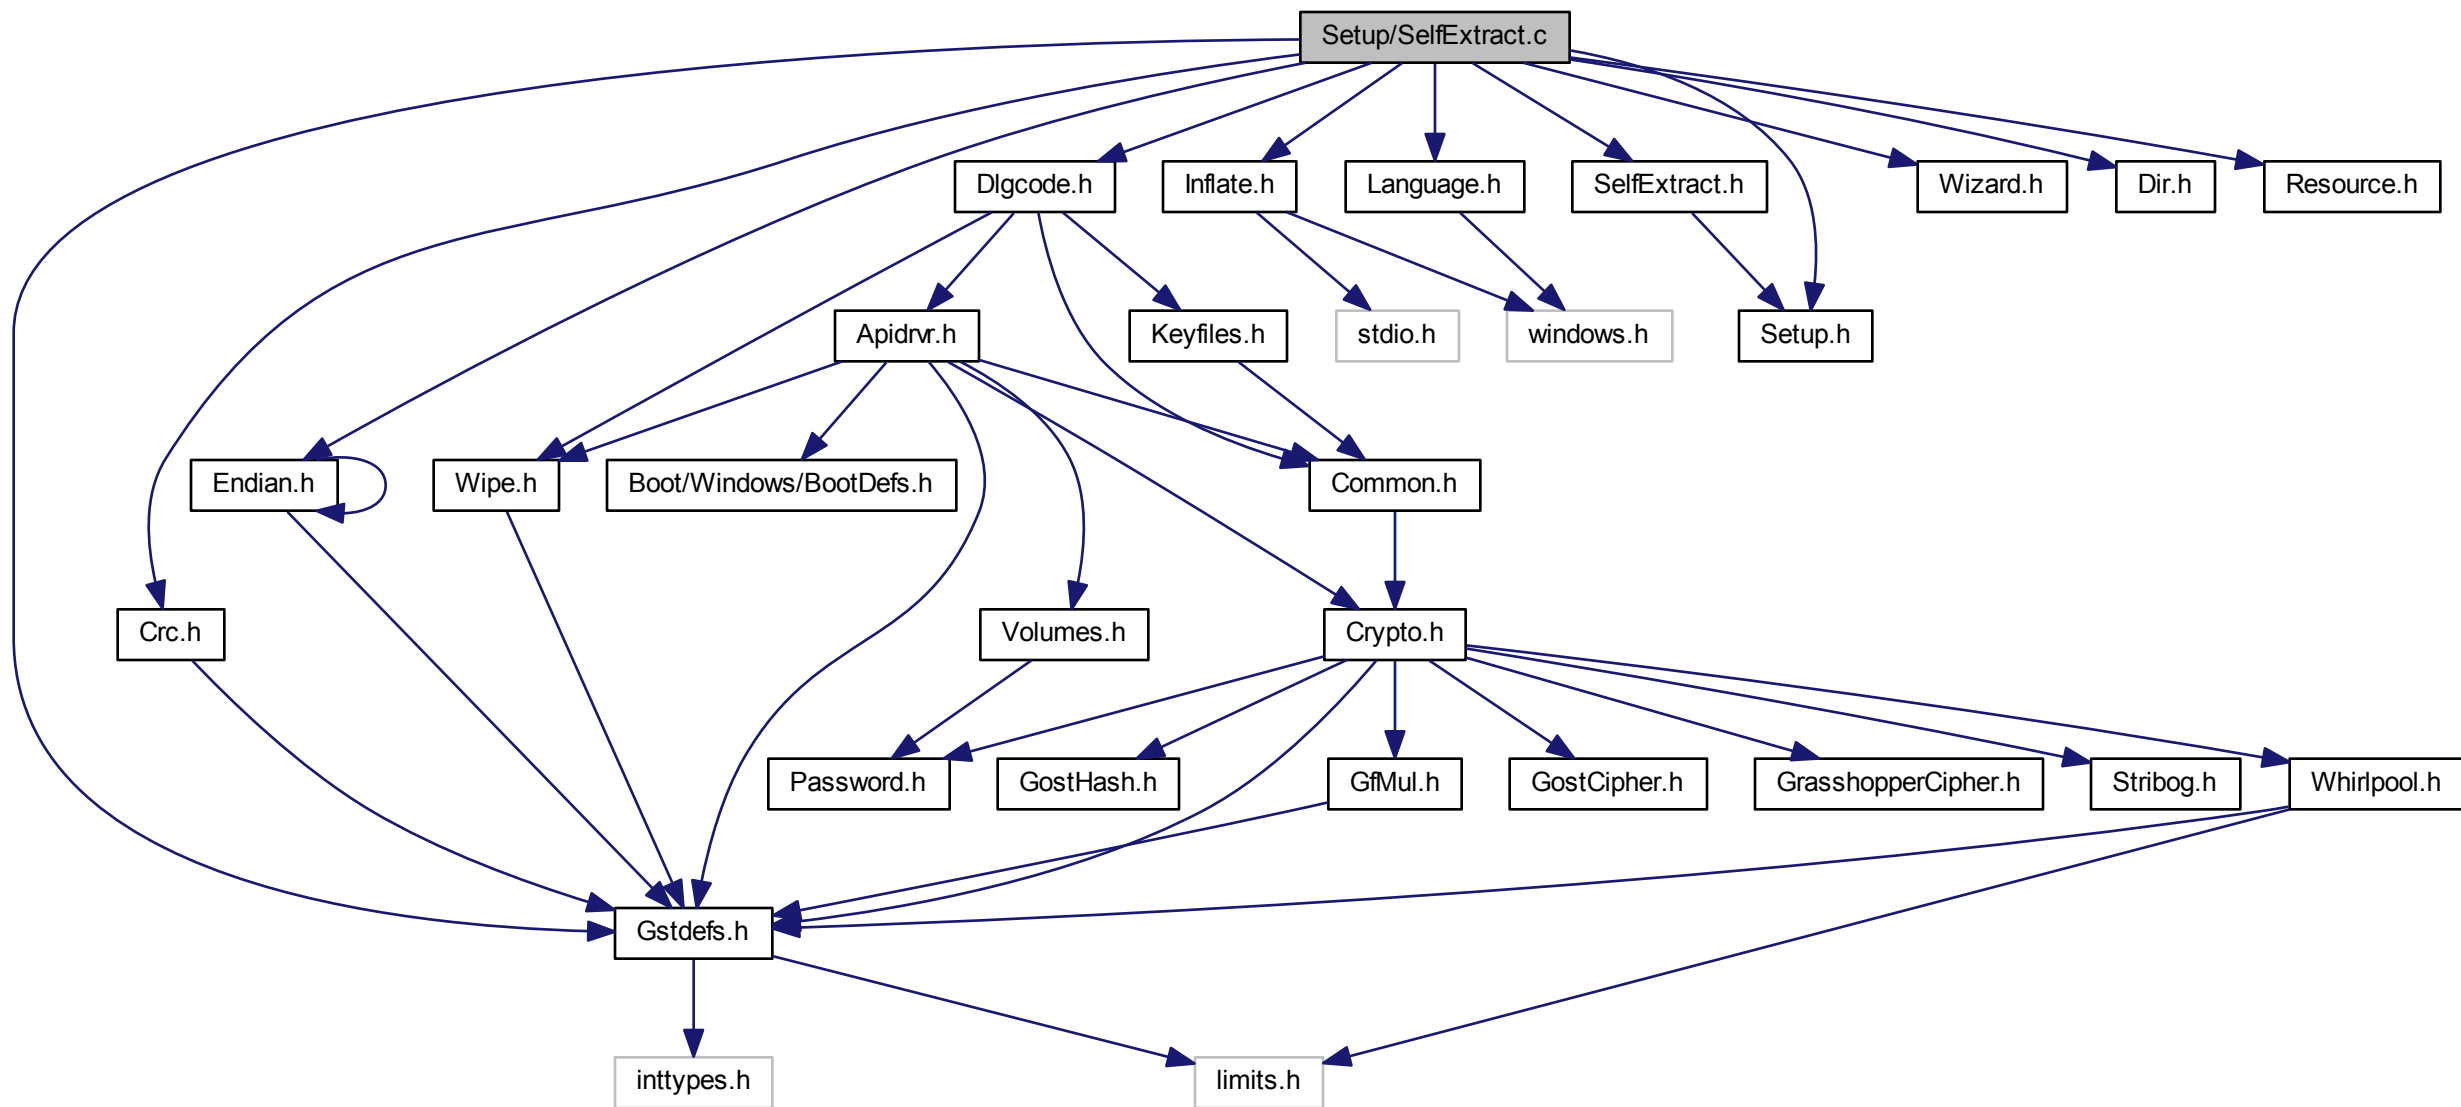 Setup/SelfExtract.c
Dlgcode.h
Inflate.h
Language.h
SelfExtract.h
Wizard.h
Dir.h
Resource.h
Apidrvr.h
Keyfiles.h
stdio.h
windows.h
Setup.h
Endian.h
Wipe.h
Boot/Windows/BootDefs.h
Common.h
Crc.h
Volumes.h
Crypto.h
Password.h
GostHash.h
GfMul.h
GostCipher.h
GrasshopperCipher.h
Stribog.h
Whirlpool.h
Gstdefs.h
inttypes.h
limits.h